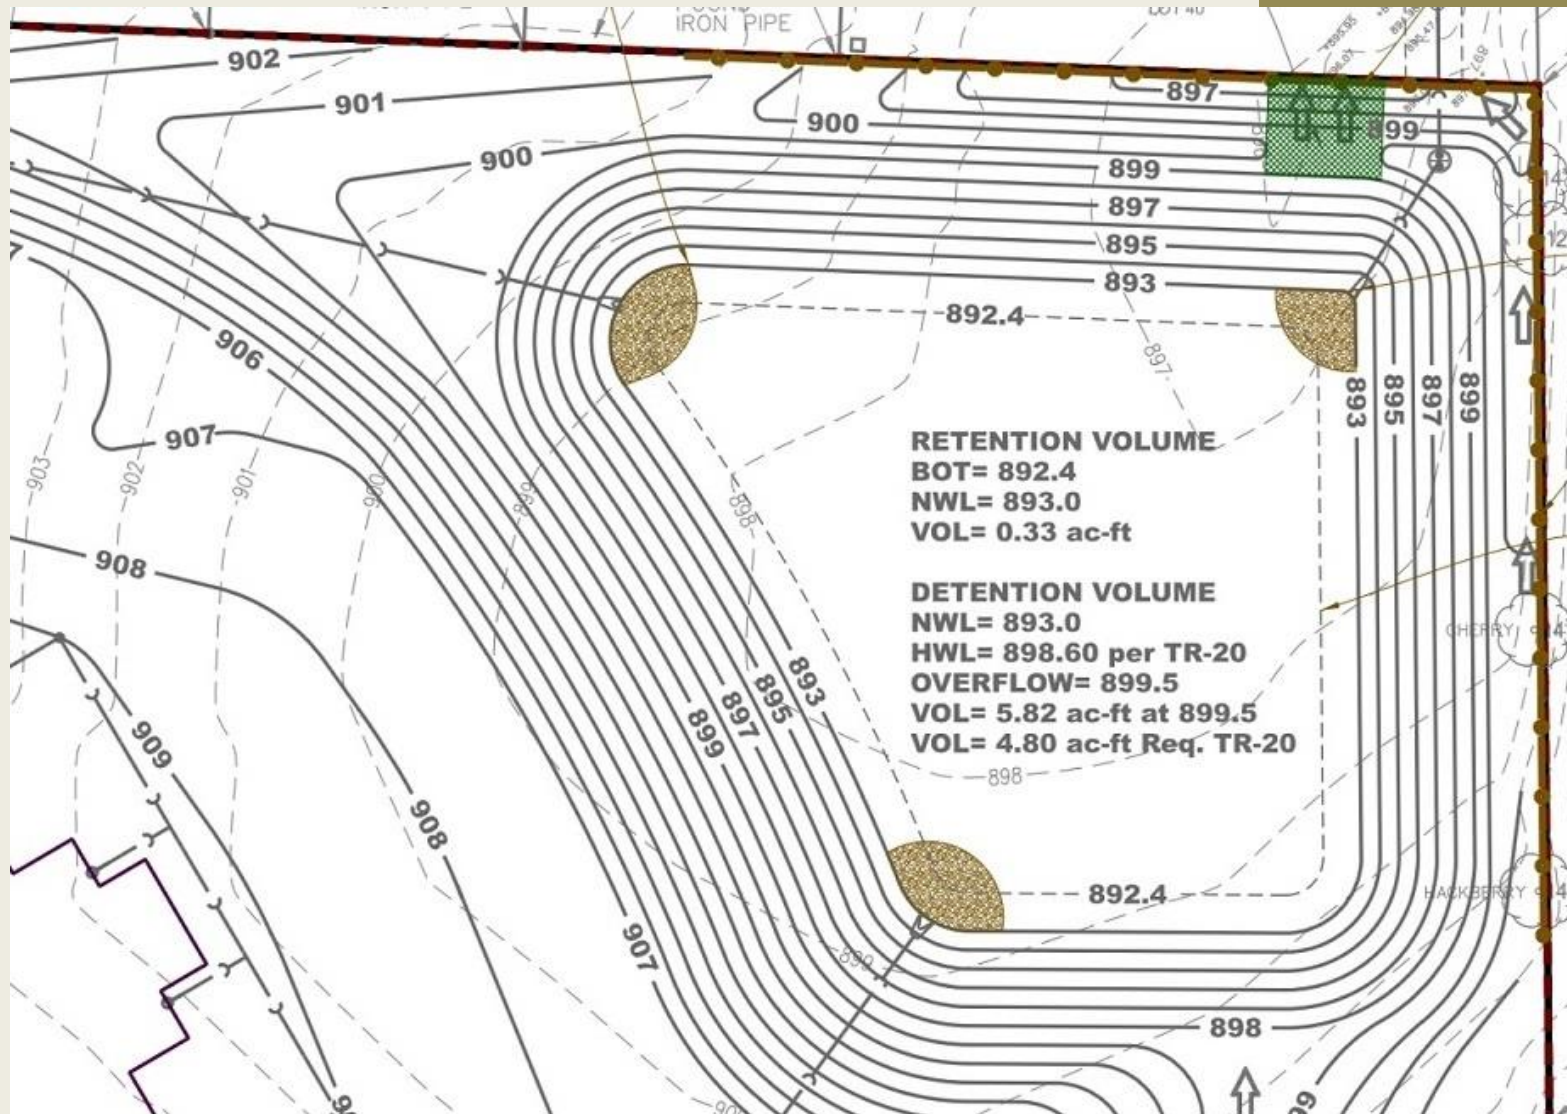 IRON PIPE
902
901
897
900
899
900
899
897
895
893
892.4
906
897
893
895
897
899
907
903
902
901
900
899
898
RETENTION VOLUME
BOT= 892.4
NWL= 893.0
VOL= 0.33 ac-ft
DETENTION VOLUME
NWL= 893.0
HWL= 898.60 per TR-20
OVERFLOW= 899.5
VOL= 5.82 ac-ft at 899.5
VOL= 4.80 ac-ft Req. TR-20
908
CHERRY
893
895
897
899
909
898
908
892.4
HACKBERRY
907
899
898